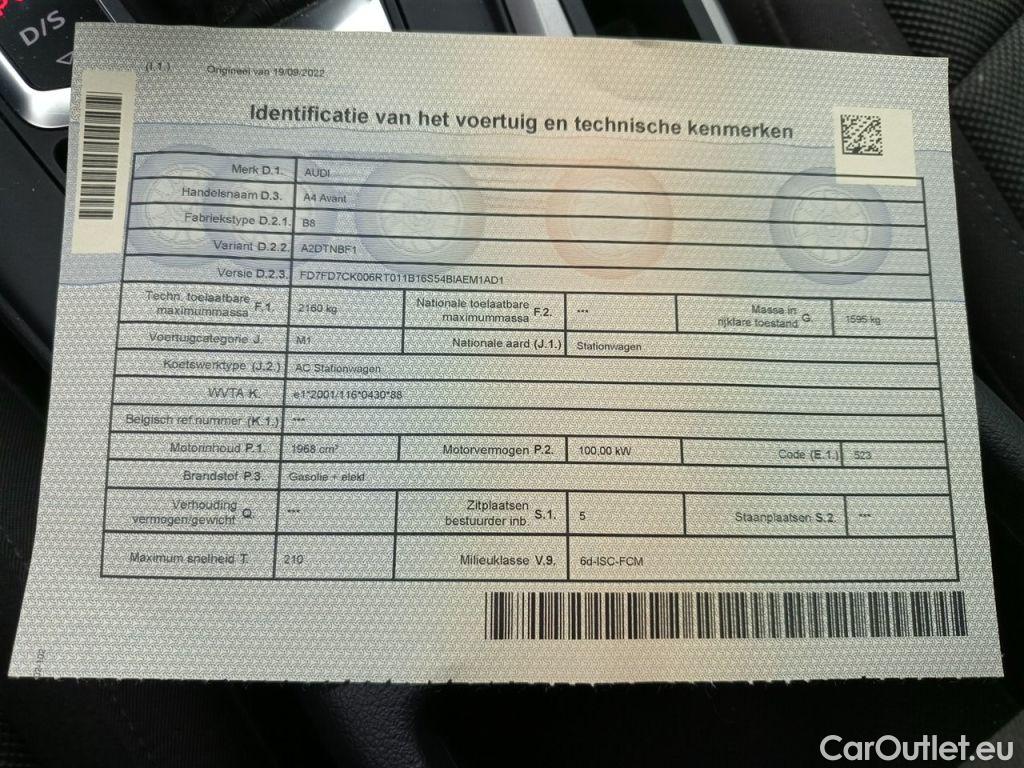 D/S
(I.1.) Origineel van 19/09/2022
Identificatie van het voertuig en technische kenmerken
Merk D.1. AUDI
Handelsnaam D.3. A4 Avant
Fabriekstype D.2.1. B8
Variant D.2.2. A2DTNBF1
Versie D.2.3. FD7FD7CK006RT011B16S54BIAEM1AD1
Techn. toelaatbare maximummassa F.1. 2160 kg
Nationale toelaatbare maximummassa F.2. ***
Massa in rijklare toestand G. 1595 kg
Voertuigcategorie J. M1
Nationale aard (J.1.) Stationwagen
Koetswerktype (J.2.) AC Stationwagen
WVTA K. e1*2001/116*0430*88
Belgisch ref.nummer (K.1.) ***
Motorinhoud P.1. 1968 cm³
Motorvermogen P.2. 100.00 kW
Code (E.1.) 523
Brandstof P.3. Gasolie + elekt
Verhouding vermogen/gewicht Q. ***
Zitplaatsen bestuurder inb. S.1. 5
Staanplaatsen S.2. ***
Maximum snelheid T. 210
Milieuklasse V.9. 6d-ISC-FCM
02-102
CarOutlet.eu